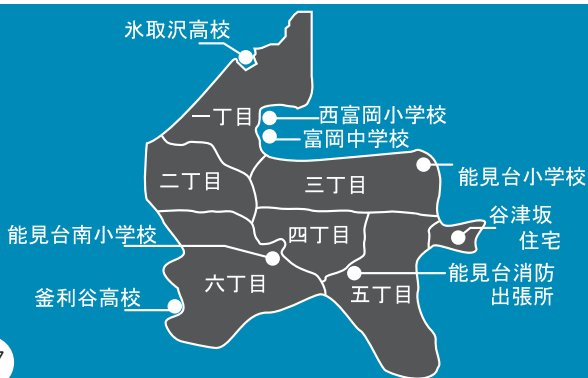 氷取沢高校
一丁目
西富岡小学校
富岡中学校
二丁目
三丁目
能見台小学校
谷津坂
住宅
能見台南小学校
四丁目
六丁目
五丁目
能見台消防
出張所
釜利谷高校
7